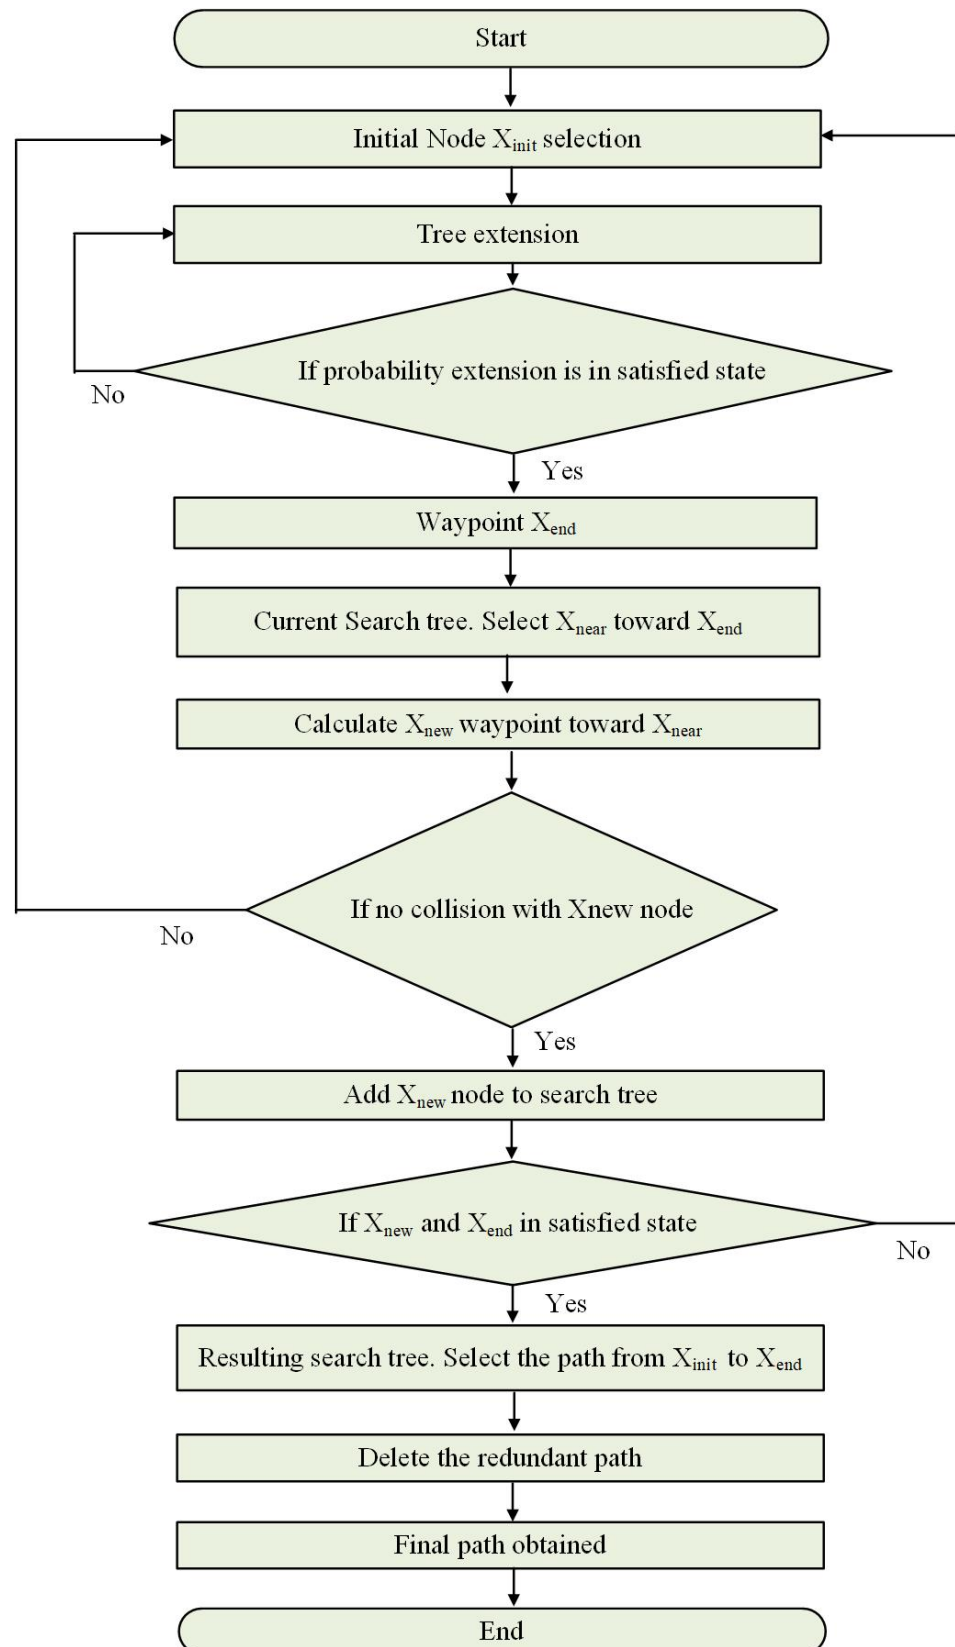 Start
Initial Node Xinit selection
Tree extension
If probability extension is in satisfied state
No
Yes
Waypoint Xend
Current Search tree. Select Xnear toward Xend
Calculate Xnew waypoint toward Xnear
If no collision with Xnew node
No
Yes
Add Xnew node to search tree
If Xnew and Xend in satisfied state
No
Yes
Resulting search tree. Select the path from Xinit to Xend
Delete the redundant path
Final path obtained
End